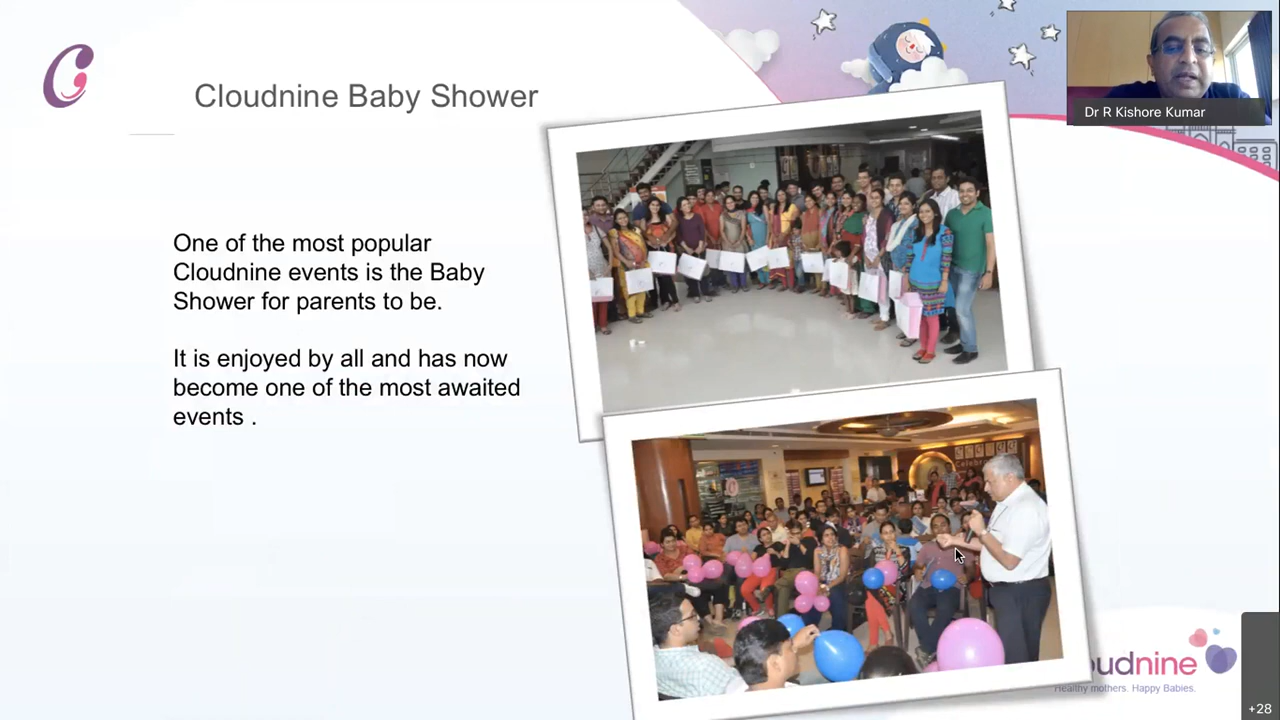 Cloudnine Baby Shower
Dr R Kishore Kumar
One of the most popular
Cloudnine events is the Baby
Shower for parents to be.
It is enjoyed by all and has now
become one of the most awaited
events .
oudnine
Healthy mothers. Happy Babies.
+28